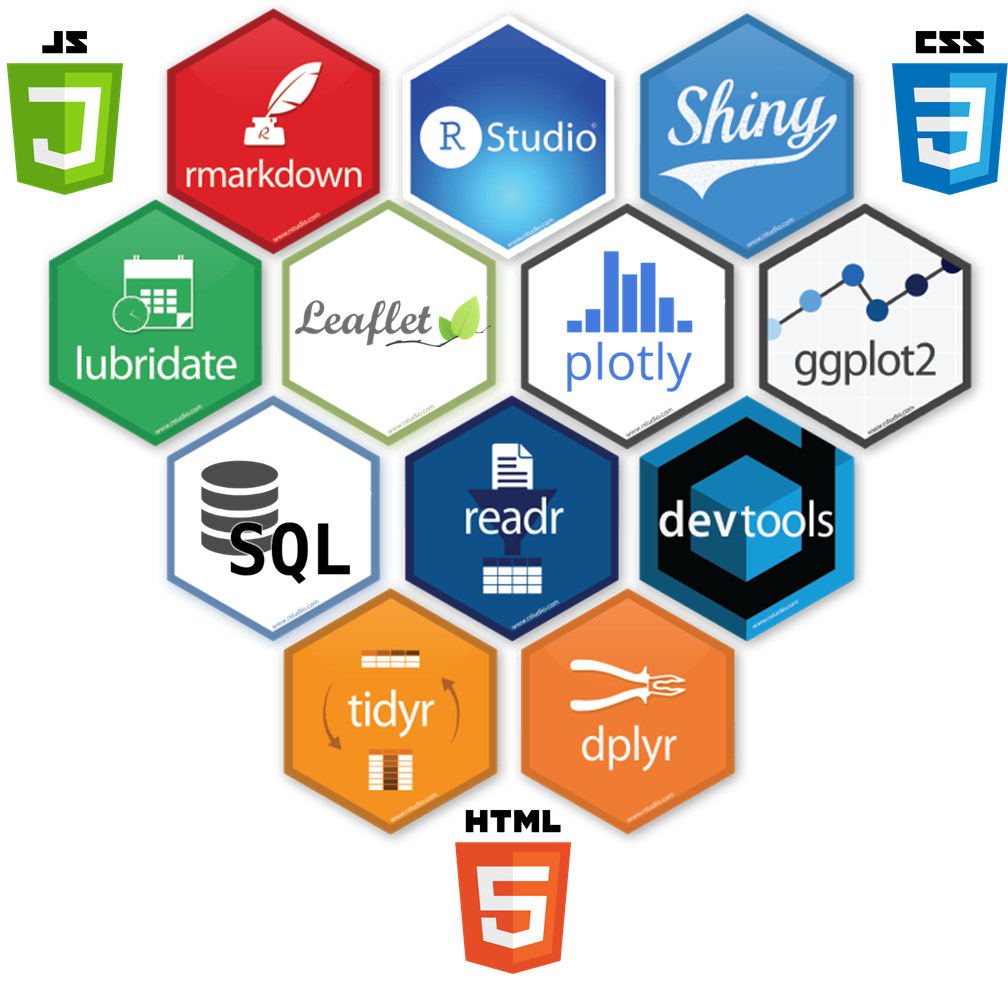 JS
CSS
R
rmarkdown
www.rstudio.com
R Studio®
www.rstudio.com
Shiny
www.rstudio.com
J
3
lubridate
www.rstudio.com
Leaflet
www.rstudio.com
plotly
www.rstudio.com
ggplot2
www.rstudio.com
SQL
www.rstudio.com
readr
www.rstudio.com
devtools
www.rstudio.com
tidyr
www.rstudio.com
dplyr
www.rstudio.com
HTML
5